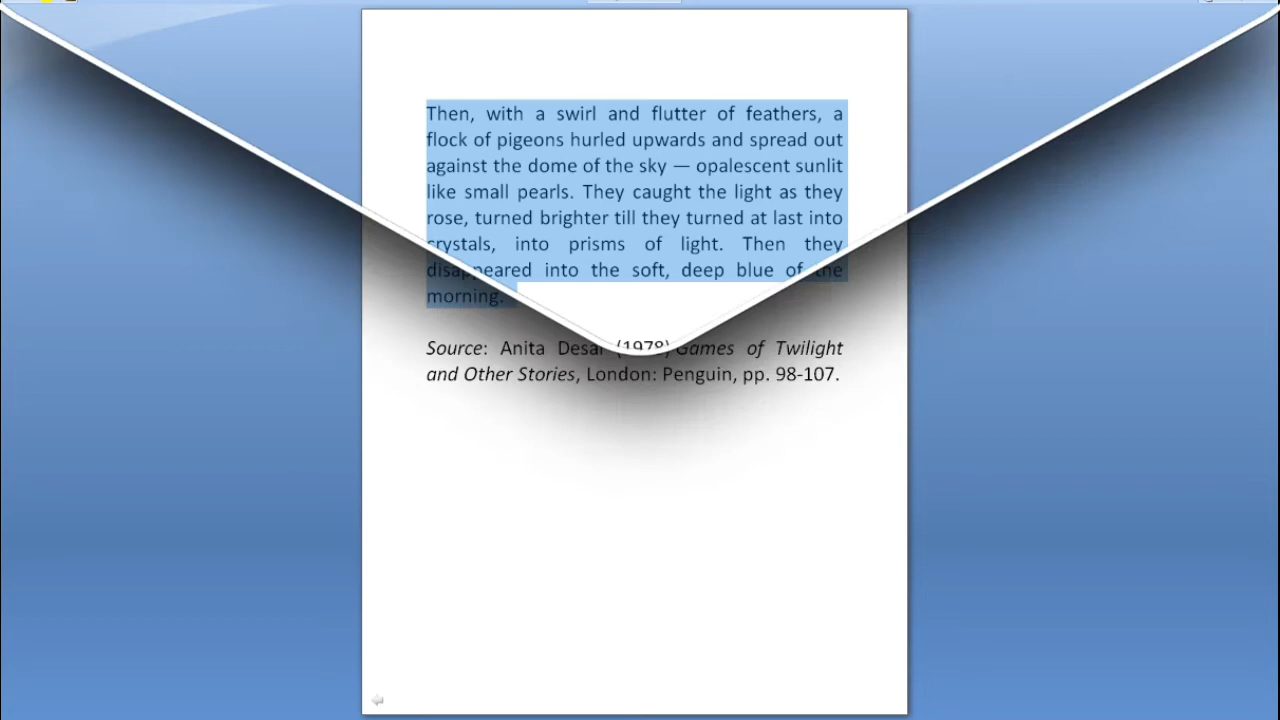 Then, with a swirl and flutter of feathers, a
flock of pigeons hurled upwards and spread out
against the dome of the sky — opalescent sunlit
like small pearls. They caught the light as they
rose, turned brighter till they turned at last into
crystals, into prisms of light. Then they
disappeared into the soft, deep blue of the
morning.
Source: Anita Desai (1978) Games of Twilight
and Other Stories, London: Penguin, pp. 98-107.